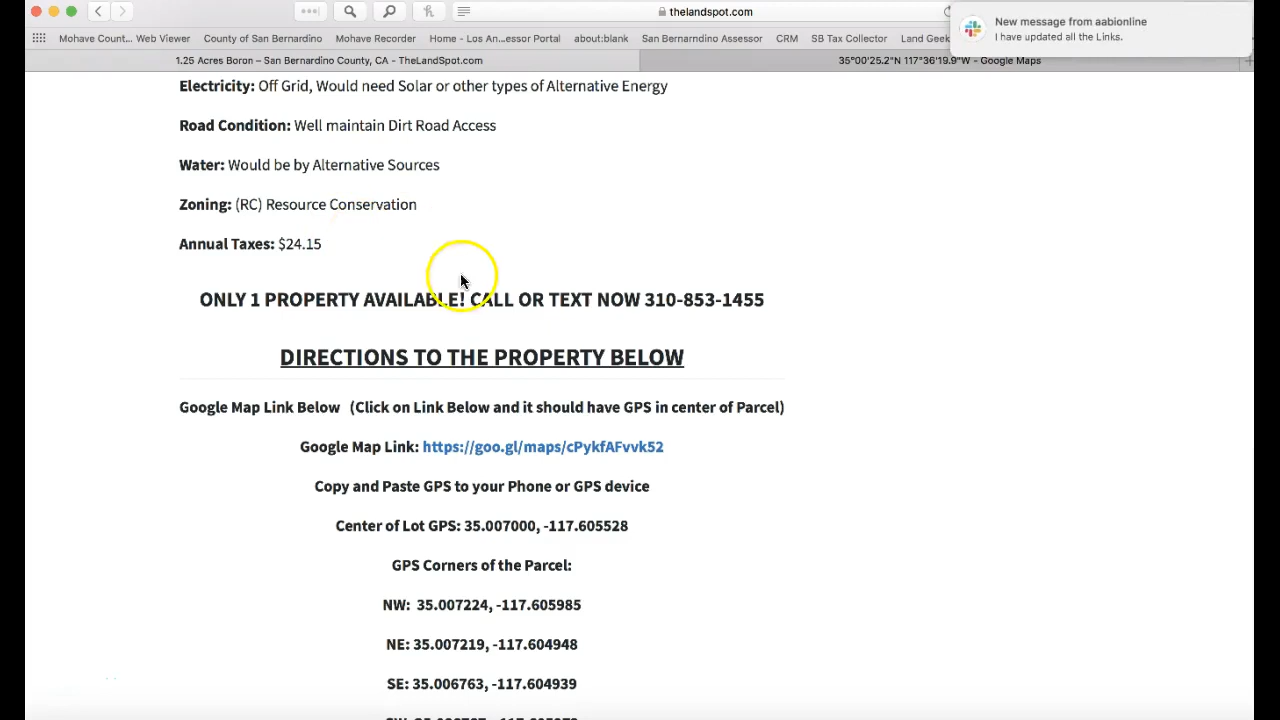 thelandspot.com
New message from aabionline
I have updated all the Links.
Mohave Count... Web Viewer County of San Bernardino Mohave Recorder Home - Los An...essor Portal about:blank San Bernarndino Assessor CRM SB Tax Collector Land Geek
1.25 Acres Boron – San Bernardino County, CA - TheLandSpot.com
35°00'25.2"N 117°36'19.9"W - Google Maps
Electricity: Off Grid, Would need Solar or other types of Alternative Energy
Road Condition: Well maintain Dirt Road Access
Water: Would be by Alternative Sources
Zoning: (RC) Resource Conservation
Annual Taxes: $24.15
ONLY 1 PROPERTY AVAILABLE! CALL OR TEXT NOW 310-853-1455
DIRECTIONS TO THE PROPERTY BELOW
Google Map Link Below (Click on Link Below and it should have GPS in center of Parcel)
Google Map Link: https://goo.gl/maps/cPykfAFvvk52
Copy and Paste GPS to your Phone or GPS device
Center of Lot GPS: 35.007000, -117.605528
GPS Corners of the Parcel:
NW: 35.007224, -117.605985
NE: 35.007219, -117.604948
SE: 35.006763, -117.604939